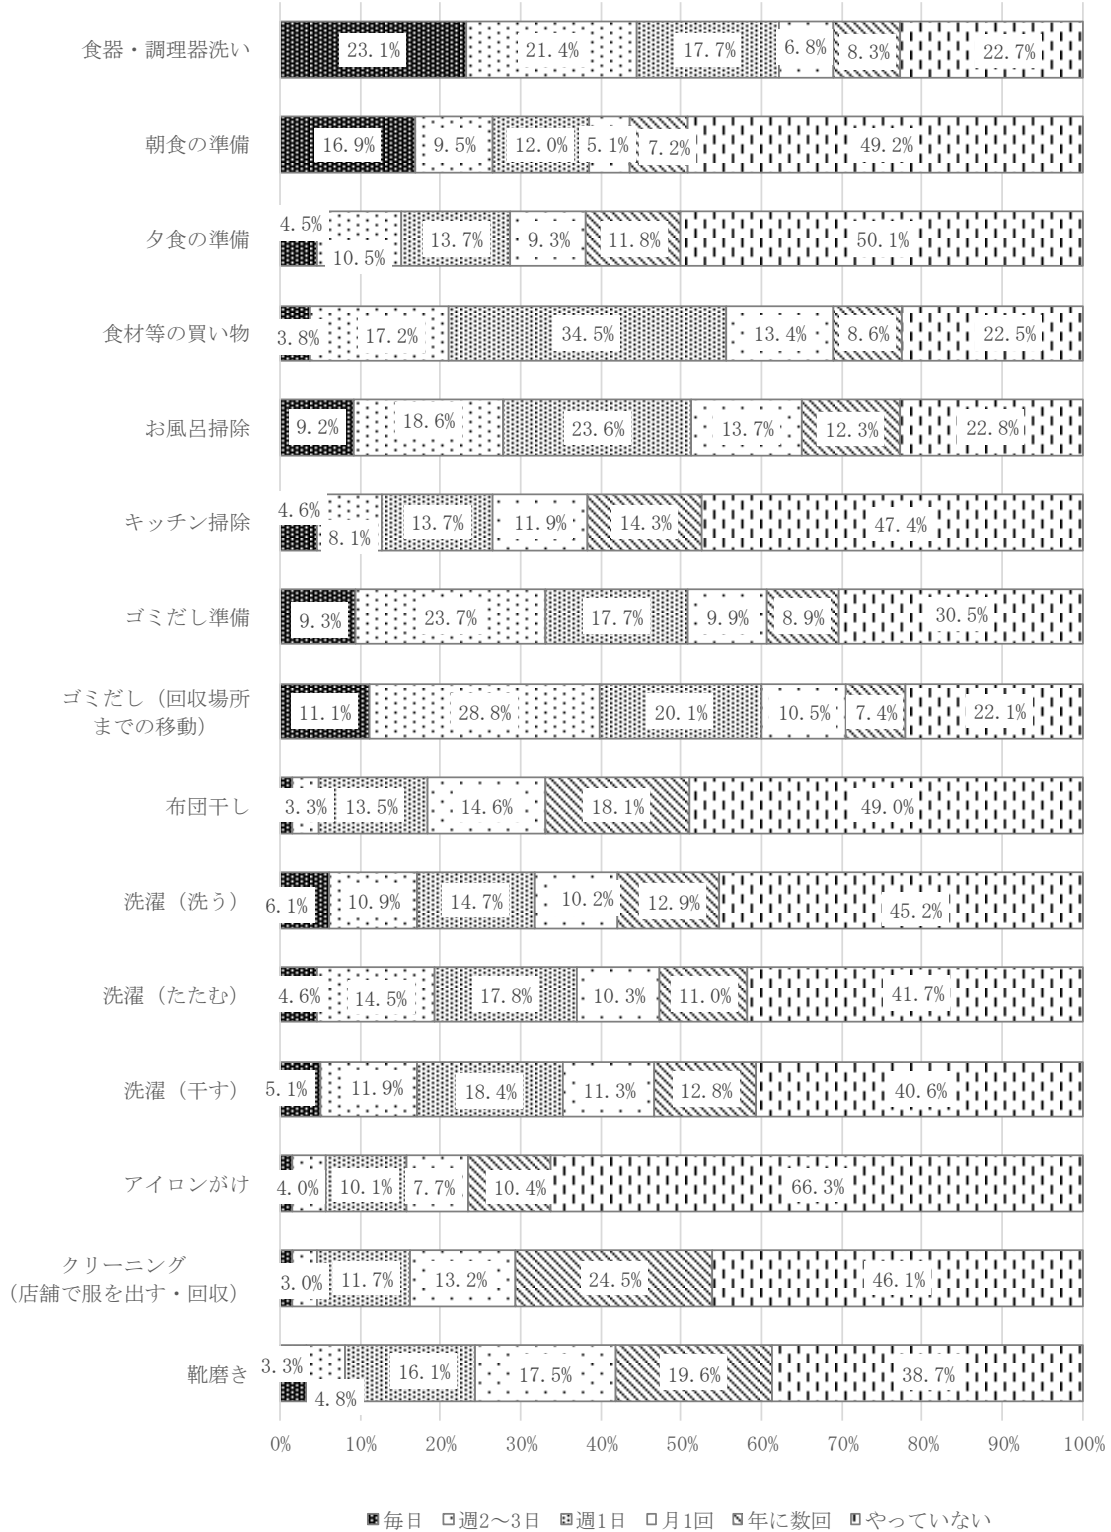 食器・調理器洗い 23.1% 21.4% 17.7% 6.8% 8.3% 22.7%
朝食の準備 16.9% 9.5% 12.0% 5.1% 7.2% 49.2%
夕食の準備 4.5% 10.5% 13.7% 9.3% 11.8% 50.1%
食材等の買い物 3.8% 17.2% 34.5% 13.4% 8.6% 22.5%
お風呂掃除 9.2% 18.6% 23.6% 13.7% 12.3% 22.8%
キッチン掃除 4.6% 8.1% 13.7% 11.9% 14.3% 47.4%
ゴミだし準備 9.3% 23.7% 17.7% 9.9% 8.9% 30.5%
ゴミだし（回収場所
までの移動） 11.1% 28.8% 20.1% 10.5% 7.4% 22.1%
布団干し 3.3% 13.5% 14.6% 18.1% 49.0%
洗濯（洗う） 6.1% 10.9% 14.7% 10.2% 12.9% 45.2%
洗濯（たたむ） 4.6% 14.5% 17.8% 10.3% 11.0% 41.7%
洗濯（干す） 5.1% 11.9% 18.4% 11.3% 12.8% 40.6%
アイロンがけ 4.0% 10.1% 7.7% 10.4% 66.3%
クリーニング
（店舗で服を出す・回収） 3.0% 11.7% 13.2% 24.5% 46.1%
靴磨き 3.3% 4.8% 16.1% 17.5% 19.6% 38.7%
0% 10% 20% 30% 40% 50% 60% 70% 80% 90% 100%
毎日 週2～3日 週1日 月1回 年に数回 やっていない